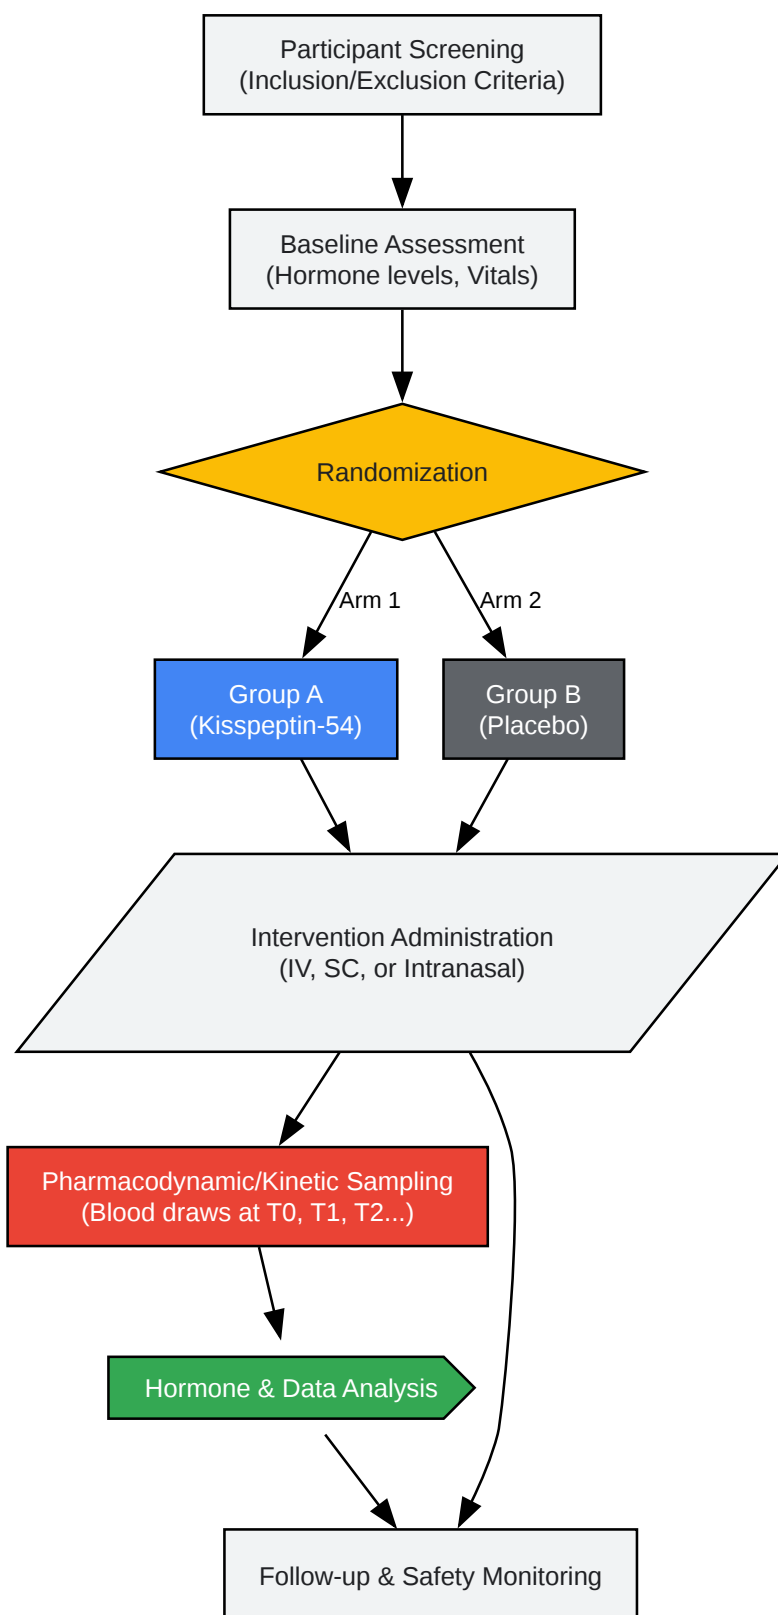 Participant Screening
(Inclusion/Exclusion Criteria)
Baseline Assessment
(Hormone levels, Vitals)
Randomization
Arm 1
Arm 2
Group A
(Kisspeptin-54)
Group B
(Placebo)
Intervention Administration
(IV, SC, or Intranasal)
Pharmacodynamic/Kinetic Sampling
(Blood draws at T0, T1, T2...)
Hormone & Data Analysis
Follow-up & Safety Monitoring